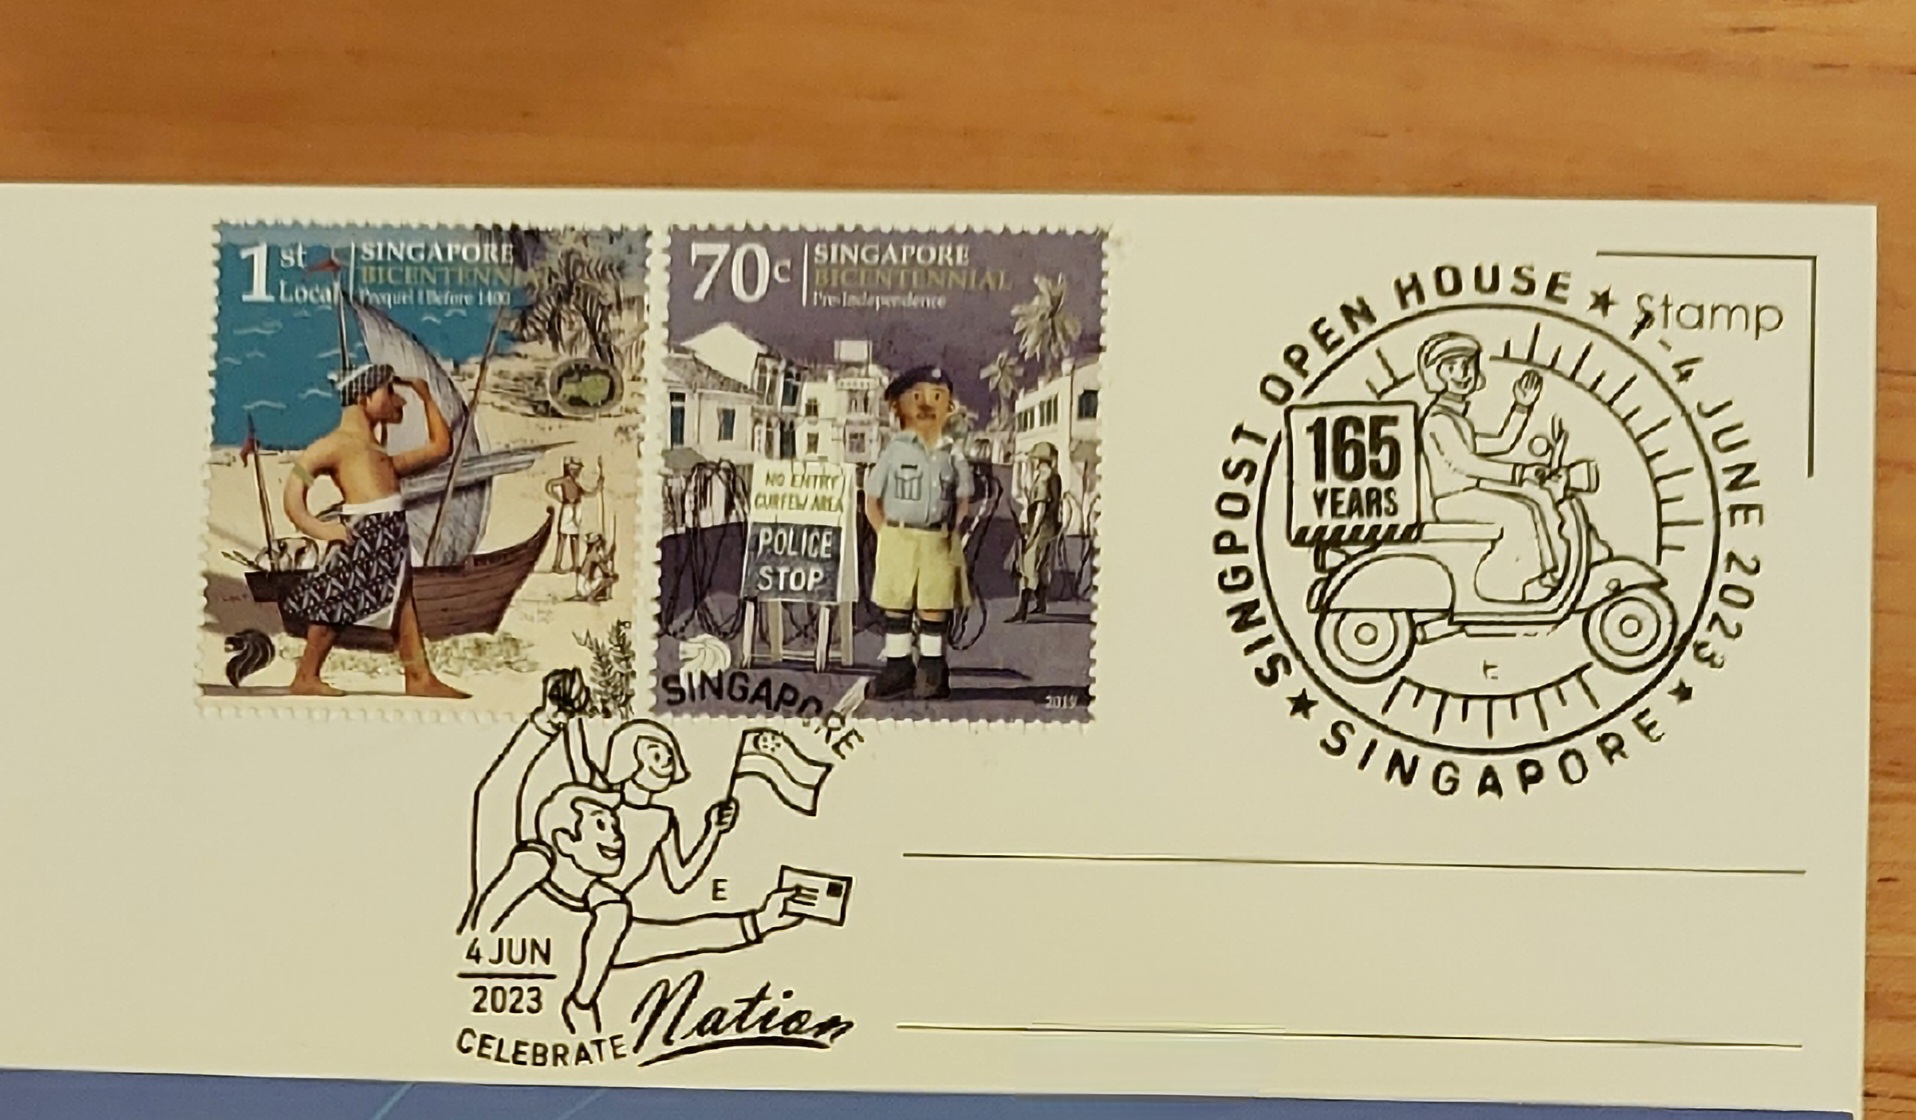 1st Local
SINGAPORE
BICENTENNIAL
Prequel | Before 1400
70c
SINGAPORE
BICENTENNIAL
Pre-Independence
NO ENTRY
CURFEW AREA
POLICE
STOP
2019
Stamp
SINGPOST OPEN HOUSE ★ 1-4 JUNE 2023 ★
165
YEARS
t
SINGAPORE ★
SINGAPORE
E
4 JUN
2023
CELEBRATE Nation